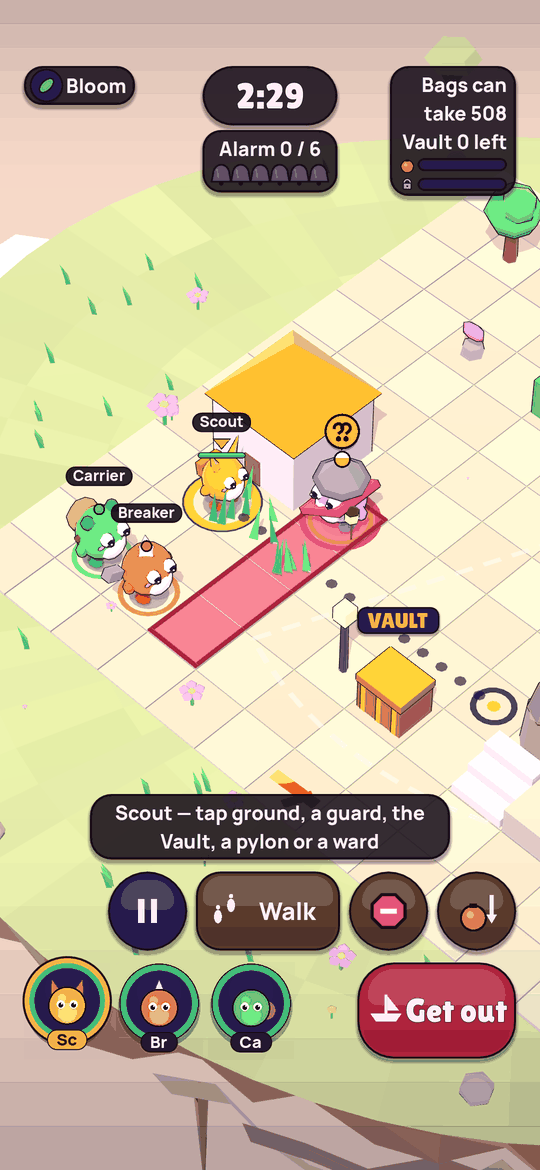 Bloom
2:29
Alarm 0 / 6
Bags can
take 508
Vault 0 left
Scout
??
Carrier
Breaker
VAULT
Scout — tap ground, a guard, the
Vault, a pylon or a ward
Walk
Sc
Br
Ca
Get out